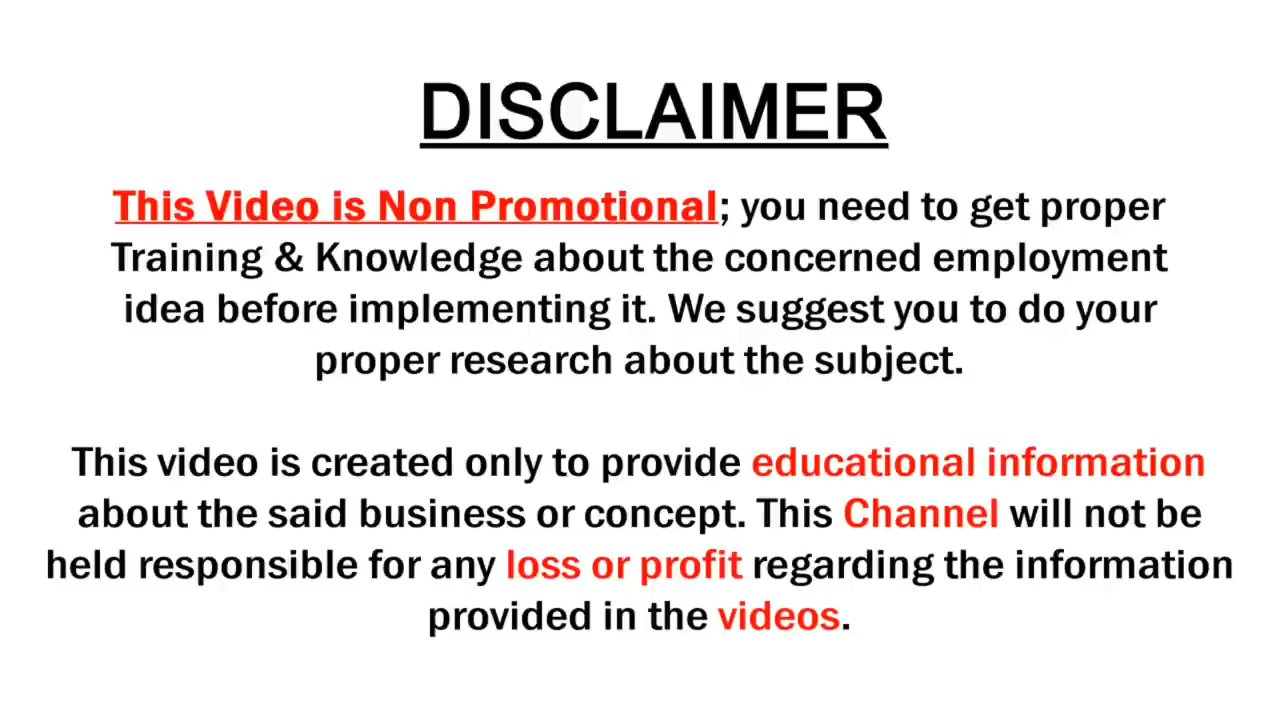 DISCLAIMER
This Video is Non Promotional; you need to get proper
Training & Knowledge about the concerned employment
idea before implementing it. We suggest you to do your
proper research about the subject.
This video is created only to provide educational information
about the said business or concept. This Channel will not be
held responsible for any loss or profit regarding the information
provided in the videos.